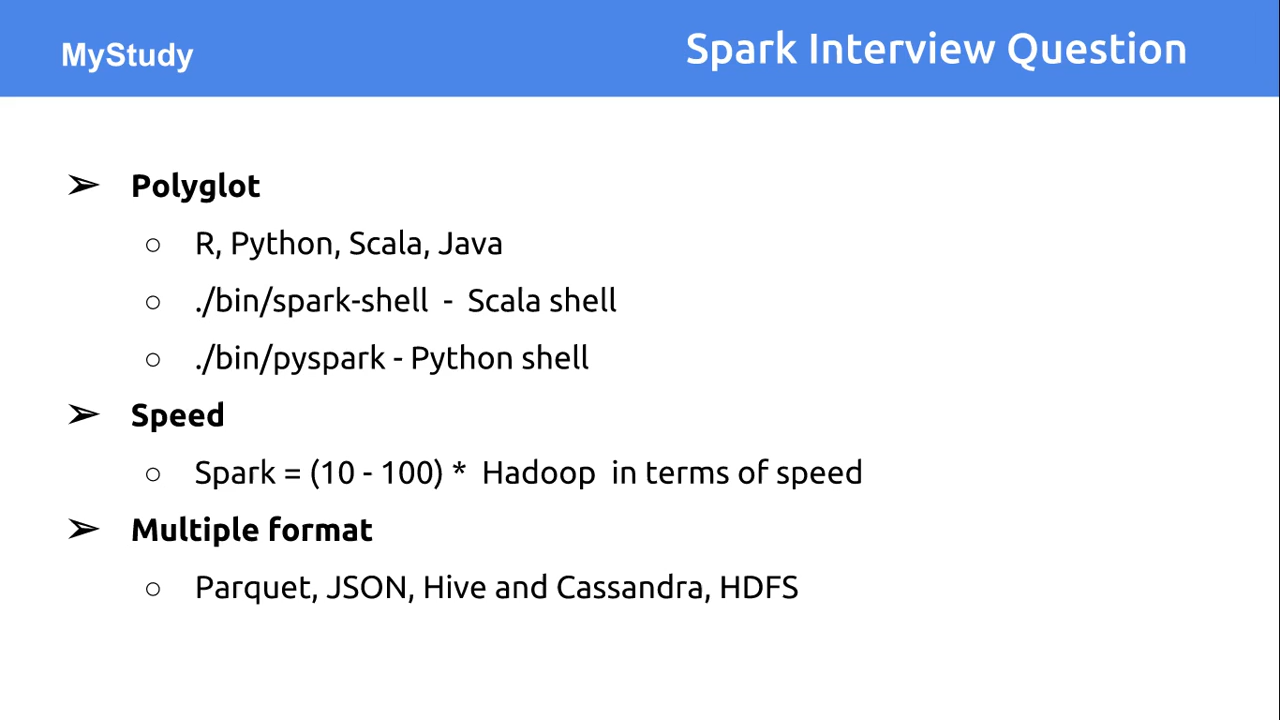 MyStudy
Spark Interview Question
➢ Polyglot
○ R, Python, Scala, Java
○ ./bin/spark-shell - Scala shell
○ ./bin/pyspark - Python shell
➢ Speed
○ Spark = (10 - 100) * Hadoop in terms of speed
➢ Multiple format
○ Parquet, JSON, Hive and Cassandra, HDFS